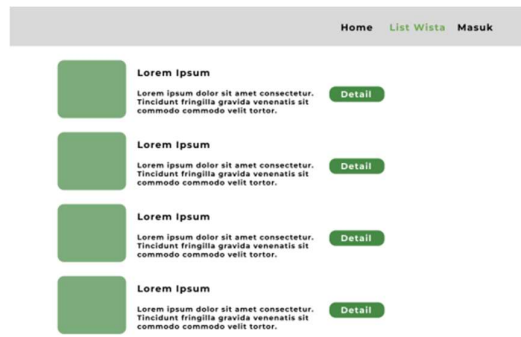 Home List Wista Masuk
Lorem Ipsum
Lorem ipsum dolor sit amet consectetur.
Tincidunt fringilla gravida venenatis sit
commodo commodo velit tortor.
Detail
Lorem Ipsum
Lorem ipsum dolor sit amet consectetur.
Tincidunt fringilla gravida venenatis sit
commodo commodo velit tortor.
Detail
Lorem Ipsum
Lorem ipsum dolor sit amet consectetur.
Tincidunt fringilla gravida venenatis sit
commodo commodo velit tortor.
Detail
Lorem Ipsum
Lorem ipsum dolor sit amet consectetur.
Tincidunt fringilla gravida venenatis sit
commodo commodo velit tortor.
Detail